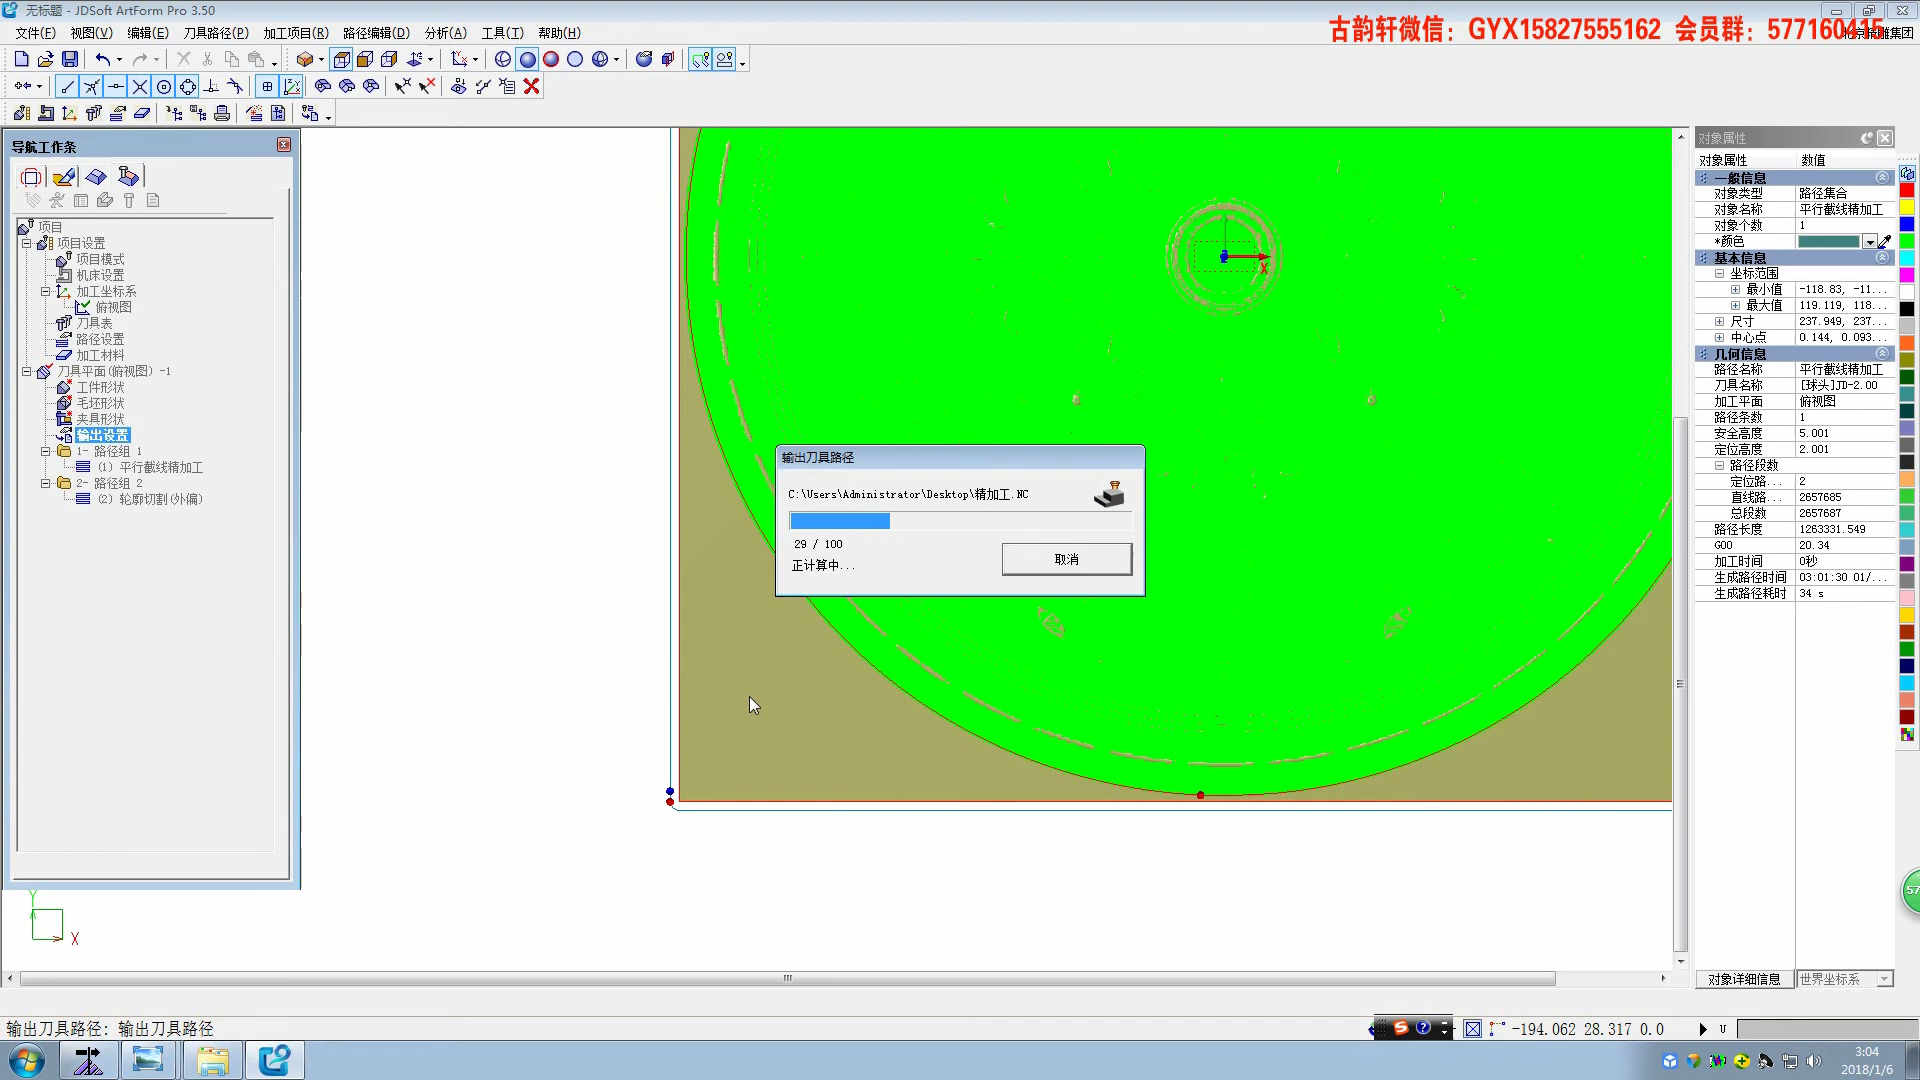 无标题 - JDSoft ArtForm Pro 3.50
文件(F) 视图(V) 编辑(E) 刀具路径(P) 加工项目(R) 路径编辑(D) 分析(A) 工具(T) 帮助(H)
古韵轩微信：GYX15827555162 会员群：577160415
导航工作条
项目
项目设置
项目模式
机床设置
加工坐标系
俯视图
刀具表
路径设置
加工材料
刀具平面(俯视图) -1
工件形状
毛坯形状
夹具形状
输出设置
1- 路径组 1
(1) 平行截线精加工
2- 路径组 2
(2) 轮廓切割(外偏)
X
输出刀具路径
C:\Users\Administrator\Desktop\精加工.NC
29 / 100
正计算中...
取消
对象属性
对象属性 数值
一般信息
对象类型 路径集合
对象名称 平行截线精加工
对象个数 1
*颜色
基本信息
坐标范围
最小值 -118.83, -11...
最大值 119.119, 118...
尺寸 237.949, 237...
中心点 0.144, 0.093...
几何信息
路径名称 平行截线精加工
刀具名称 [球头]JD-2.00
加工平面 俯视图
路径条数 1
安全高度 5.001
定位高度 2.001
路径段数
定位路... 2
直线路... 2657685
总段数 2657687
路径长度 1263331.549
G00 20.34
加工时间 0秒
生成路径时间 03:01:30 01/...
生成路径耗时 34 s
57
Y
X
对象详细信息 世界坐标系
输出刀具路径: 输出刀具路径
-194.062 28.317 0.0
3:04
2018/1/6